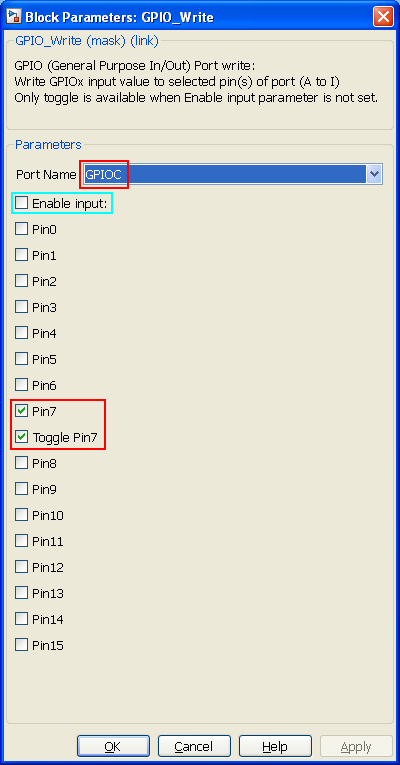 Block Parameters: GPIO_Write
GPIO_Write (mask) (link)
GPIO (General Purpose In/Out) Port write:
Write GPIOx input value to selected pin(s) of port (A to I)
Only toggle is available when Enable input parameter is not set.
Parameters
Port Name GPIOC
Enable input:
Pin0
Pin1
Pin2
Pin3
Pin4
Pin5
Pin6
Pin7
Toggle Pin7
Pin8
Pin9
Pin10
Pin11
Pin12
Pin13
Pin14
Pin15
OK Cancel Help Apply